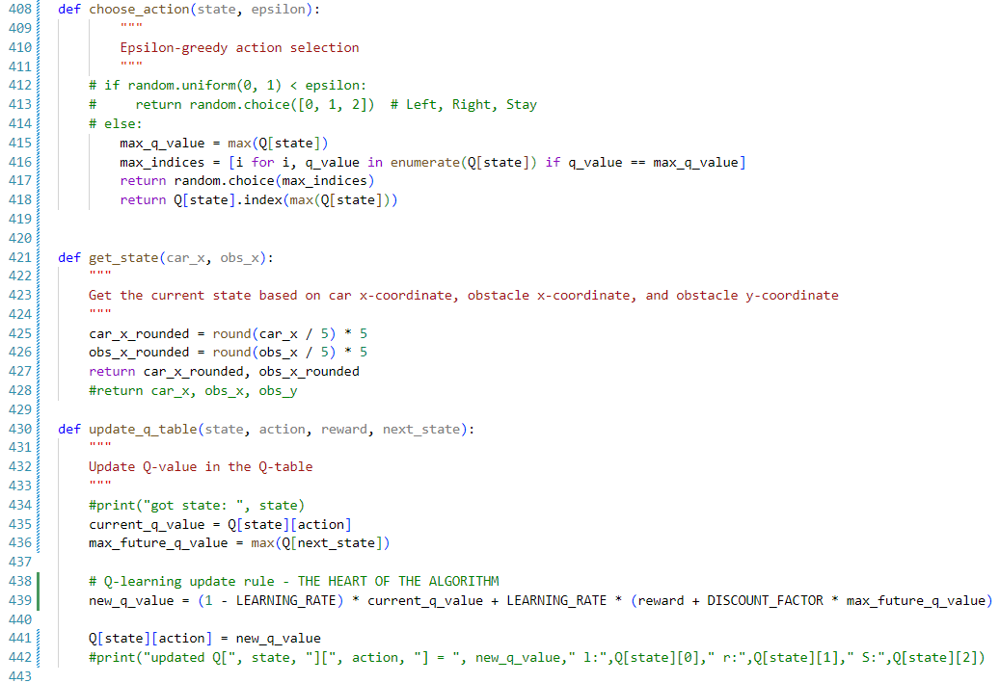 408 def choose_action(state, epsilon):
409         """
410         Epsilon-greedy action selection
411         """
412     # if random.uniform(0, 1) < epsilon:
413     #     return random.choice([0, 1, 2])  # Left, Right, Stay
414     # else:
415         max_q_value = max(Q[state])
416         max_indices = [i for i, q_value in enumerate(Q[state]) if q_value == max_q_value]
417         return random.choice(max_indices)
418         return Q[state].index(max(Q[state]))
419
420
421 def get_state(car_x, obs_x):
422     """
423     Get the current state based on car x-coordinate, obstacle x-coordinate, and obstacle y-coordinate
424     """
425     car_x_rounded = round(car_x / 5) * 5
426     obs_x_rounded = round(obs_x / 5) * 5
427     return car_x_rounded, obs_x_rounded
428     #return car_x, obs_x, obs_y
429
430 def update_q_table(state, action, reward, next_state):
431     """
432     Update Q-value in the Q-table
433     """
434     #print("got state: ", state)
435     current_q_value = Q[state][action]
436     max_future_q_value = max(Q[next_state])
437
438     # Q-learning update rule - THE HEART OF THE ALGORITHM
439     new_q_value = (1 - LEARNING_RATE) * current_q_value + LEARNING_RATE * (reward + DISCOUNT_FACTOR * max_future_q_value)
440
441     Q[state][action] = new_q_value
442     #print("updated Q[", state, "][", action, "] = ", new_q_value," l:",Q[state][0]," r:",Q[state][1]," S:",Q[state][2])
443